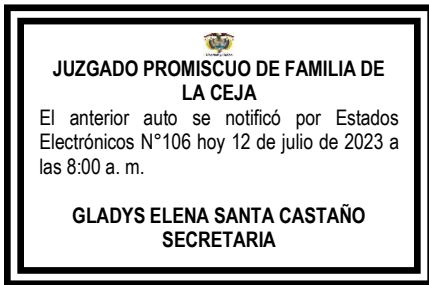 JUZGADO PROMISCUO DE FAMILIA DE
LA CEJA
El anterior auto se notificó por Estados
Electrónicos N°106 hoy 12 de julio de 2023 a
las 8:00 a. m.
GLADYS ELENA SANTA CASTAÑO
SECRETARIA